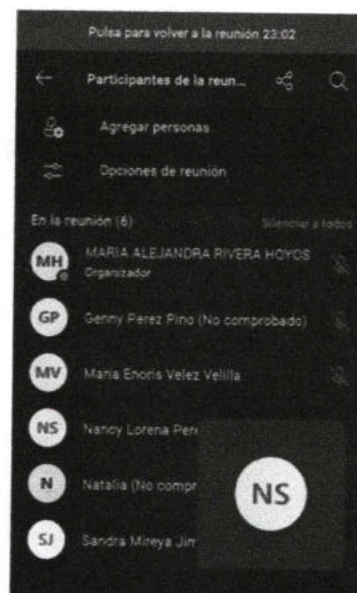 Pulsa para volver a la reunión 23:02
Participantes de la reun...
Agregar personas
Opciones de reunión
En la reunión (6) Silenciar a todos
MH MARIA ALEJANDRA RIVERA HOYOS
Organizador
GP Genny Perez Pino (No comprobado)
MV Maria Enoris Velez Velilla
NS Nancy Lorena Per
NS
N Natalia (No compr
SJ Sandra Mireya Jim